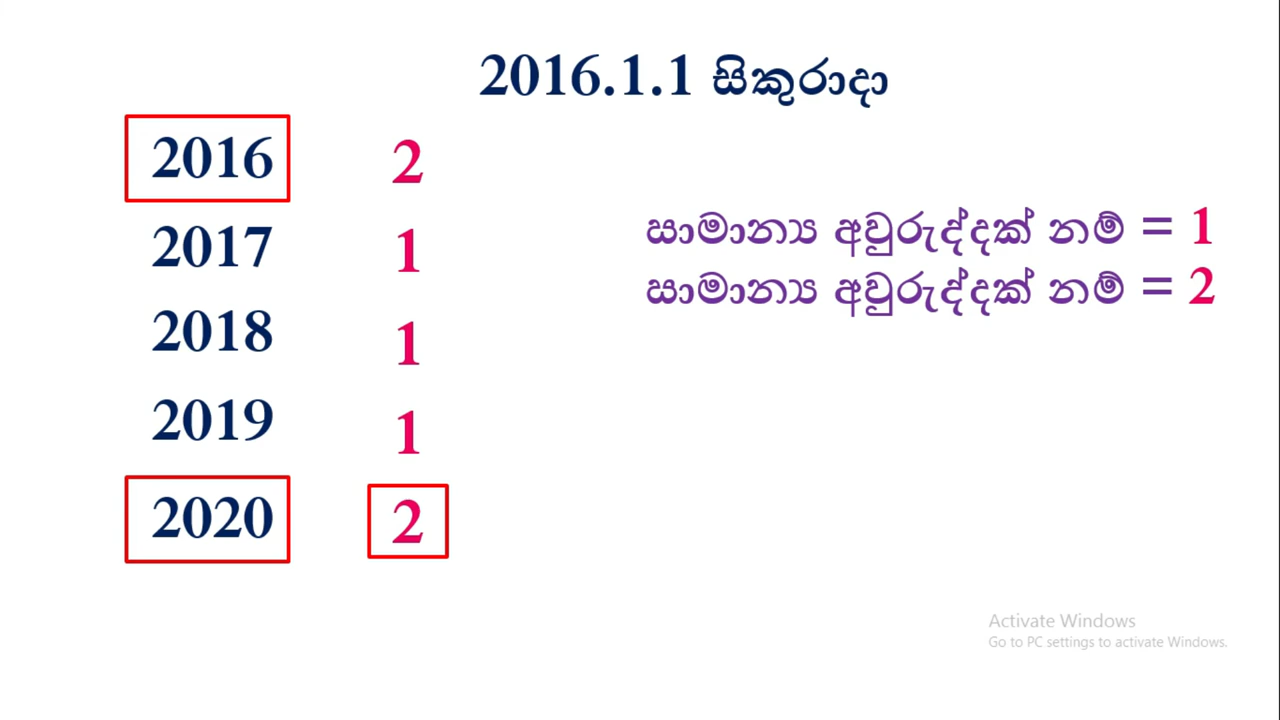 2016.1.1 සිකුරාදා
2016 2
2017 1
2018 1
2019 1
2020 2
සාමාන්‍ය අවුරුද්දක් නම් = 1
සාමාන්‍ය අවුරුද්දක් නම් = 2
Activate Windows
Go to PC settings to activate Windows.